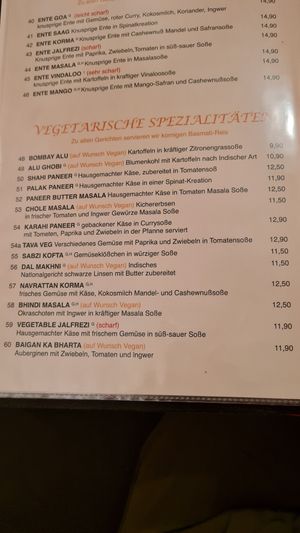 40 ENTE GOA G (leicht scharf) 14,90
Knusprige Ente mit Gemüse, roter Curry, Kokosmilch, Koriander, Ingwer
41 ENTE SAAG Knusprige Ente in Spinatkreation 14,90
42 ENTE KORMA Knusprige Ente mit Cashewnuß Mandel und Safransoße 14,90
43 ENTE JALFREZI (scharf) 14,90
Knusprige Ente mit Paprika, Zwiebeln,Tomaten in süß-sauer Soße
44 ENTE MASALA G,H Knusprige Ente in Masalasoße 14,90
45 ENTE VINDALOO (sehr scharf) 14,90
Knusprige Ente mit Kartoffeln in kräftiger Vinaloosoße
46 ENTE MANGO G,H Knusprige Ente mit Mango-Safran und Cashewnußsoße 14,90
VEGETARISCHE SPEZIALITÄTEN
Zu allen Gerichten servieren wir körnigen Basmati-Reis
48 BOMBAY ALU (auf Wunsch Vegan) Kartoffeln in kräftiger Zitronengrassoße 9,90
49 ALU GHOBI G (auf Wunsch Vegan) Blumenkohl mit Kartoffeln nach Indischer Art 10,90
50 SHAHI PANEER G Hausgemachter Käse, zubereitet in Tomatensoß 12,50
51 PALAK PANEER G Hausgemachter Käse in einer Spinat-Kreation 11,90
52 PANEER BUTTER MASALA Hausgemachter Käse in Tomaten Masala Soße 12,50
53 CHOLE MASALA (auf Wunsch Vegan) Kichererbsen 11,50
in frischer Tomaten und Ingwer Gewürze Masala Soße
54 KARAHI PANEER G gebackener Käse in Currysoße 12,90
mit Tomaten, Paprika und Zwiebeln in der Pfanne serviert
54a TAVA VEG Verschiedenes Gemüse mit Paprika und Zwiebeln in Tomatensoße 12,90
55 SABZI KOFTA G,H Gemüseklößchen in würziger Soße 11,50
56 DAL MAKHNI G (auf Wunsch Vegan) Indisches 11,50
Nationalgericht schwarze Linsen mit Butter zubereitet
57 NAVRATTAN KORMA G,H 12,50
frisches Gemüse mit Käse, Kokosmilch Mandel- und Cashewnußsoße
58 BHINDI MASALA G,H (auf Wunsch Vegan) 12,50
Okraschoten mit Ingwer in kräftiger Masala Soße
59 VEGETABLE JALFREZI G (scharf) 11,90
Hausgemachter Käse mit frischem Gemüse in süß-sauer Soße
60 BAIGAN KA BHARTA (auf Wunsch Vegan) 11,90
Auberginen mit Zwiebeln, Tomaten und Ingwer